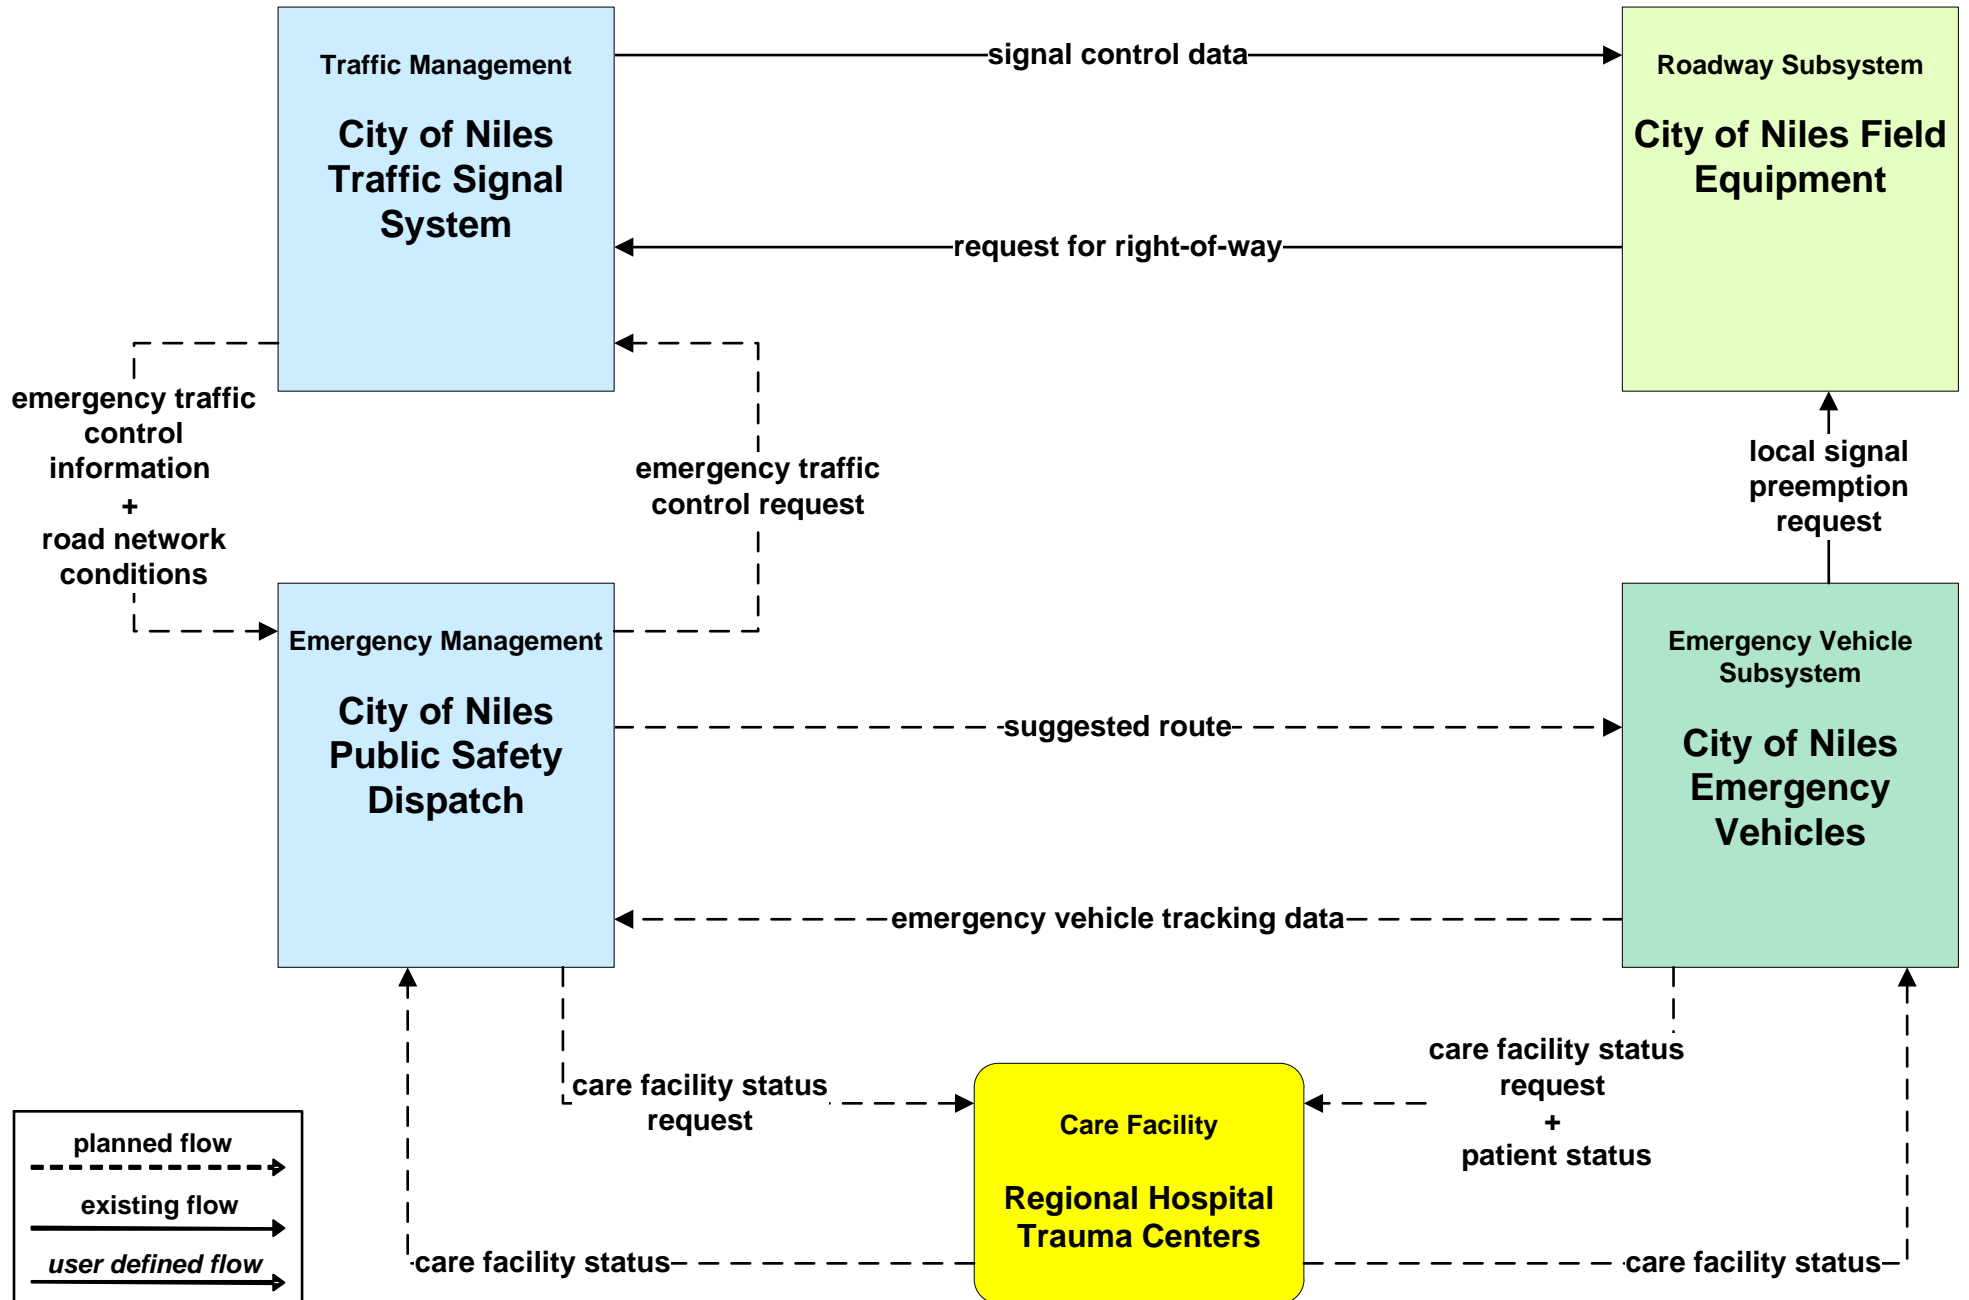 Traffic Management
City of Niles
Traffic Signal
System
signal control data
request for right-of-way
Roadway Subsystem
City of Niles Field
Equipment
emergency traffic
control
information
+
road network
conditions
emergency traffic
control request
local signal
preemption
request
Emergency Management
City of Niles
Public Safety
Dispatch
suggested route
emergency vehicle tracking data
Emergency Vehicle
Subsystem
City of Niles
Emergency
Vehicles
care facility status
request
care facility status
request
+
patient status
Care Facility
Regional Hospital
Trauma Centers
care facility status
care facility status
planned flow
existing flow
user defined flow